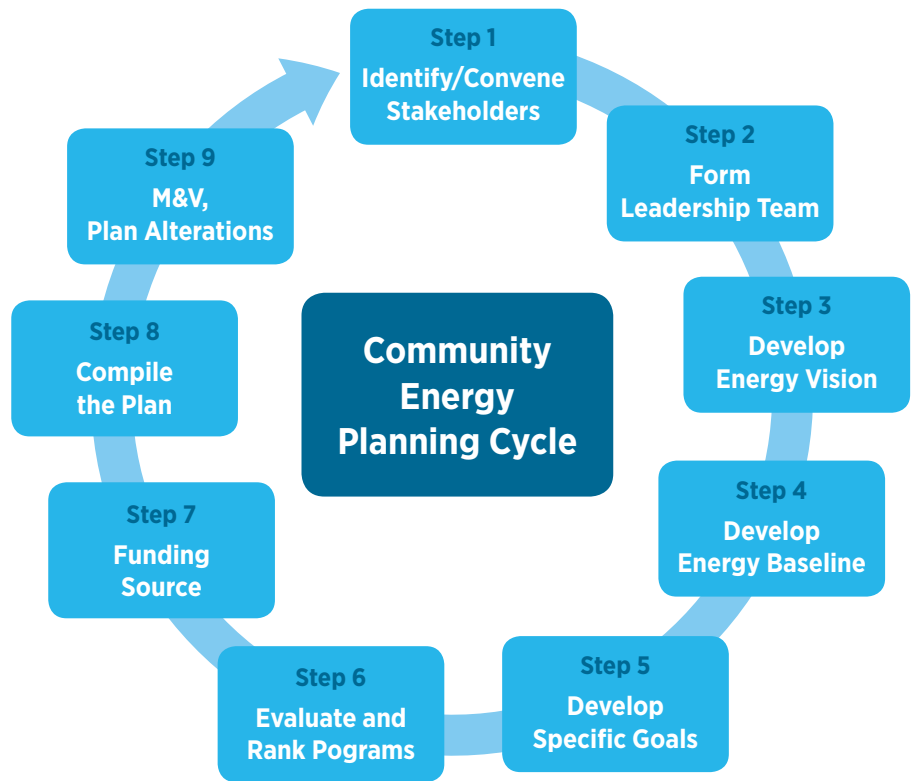 Step 1
Identify/Convene
Stakeholders
Step 2
Form
Leadership Team
Step 3
Develop
Energy Vision
Step 4
Develop
Energy Baseline
Step 5
Develop
Specific Goals
Step 6
Evaluate and
Rank Pograms
Step 7
Funding
Source
Step 8
Compile
the Plan
Step 9
M&V,
Plan Alterations
Community
Energy
Planning Cycle